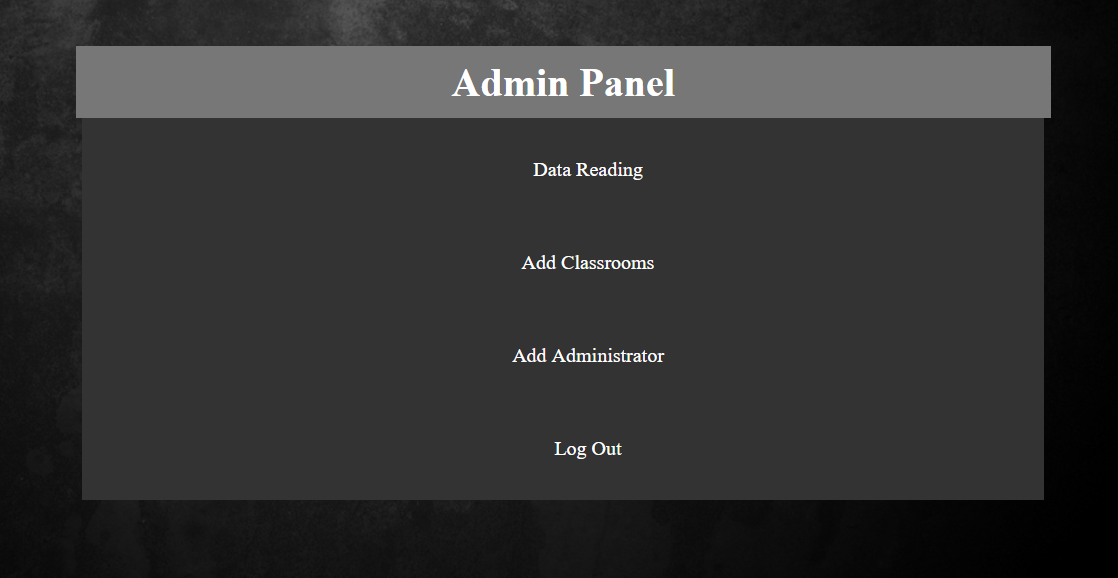 Admin Panel
Data Reading
Add Classrooms
Add Administrator
Log Out